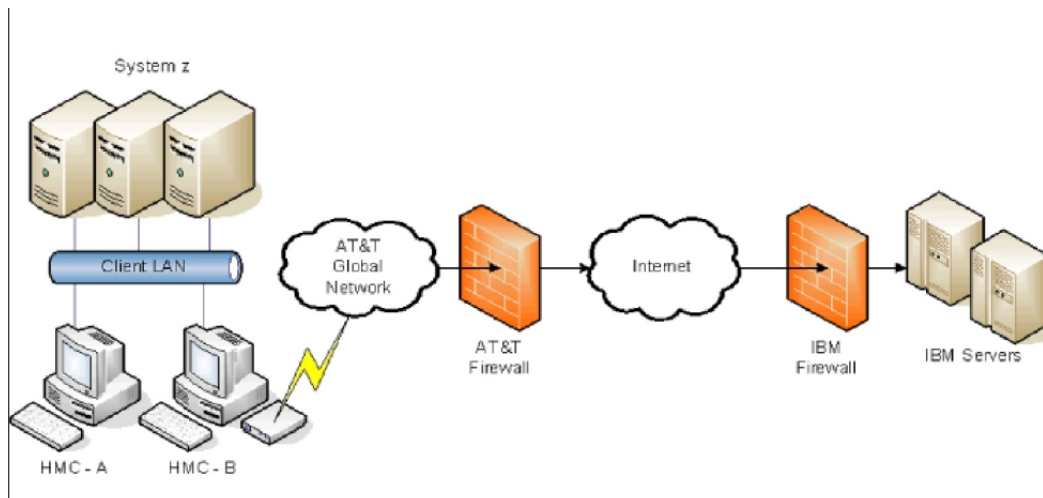 System z
Client LAN
HMC - A
HMC - B
AT&T
Global
Network
AT&T
Firewall
Internet
IBM
Firewall
IBM Servers